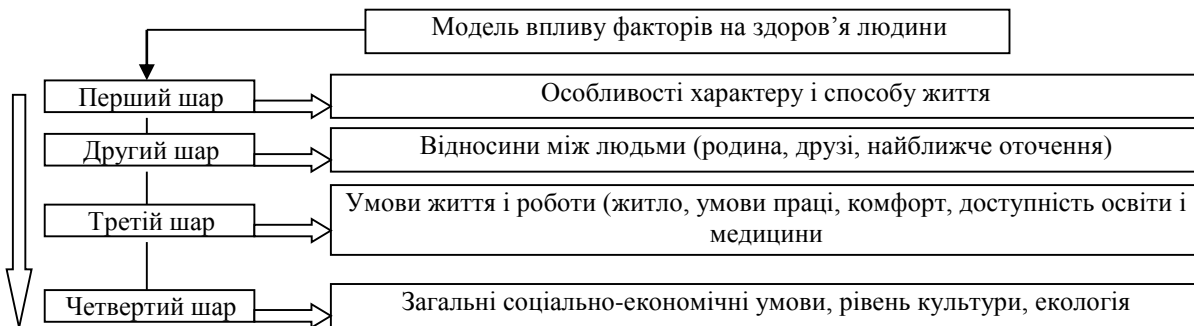 Модель впливу факторів на здоров’я людини
Перший шар
Особливості характеру і способу життя
Другий шар
Відносини між людьми (родина, друзі, найближче оточення)
Третій шар
Умови життя і роботи (житло, умови праці, комфорт, доступність освіти і
медицини
Четвертий шар
Загальні соціально-економічні умови, рівень культури, екологія